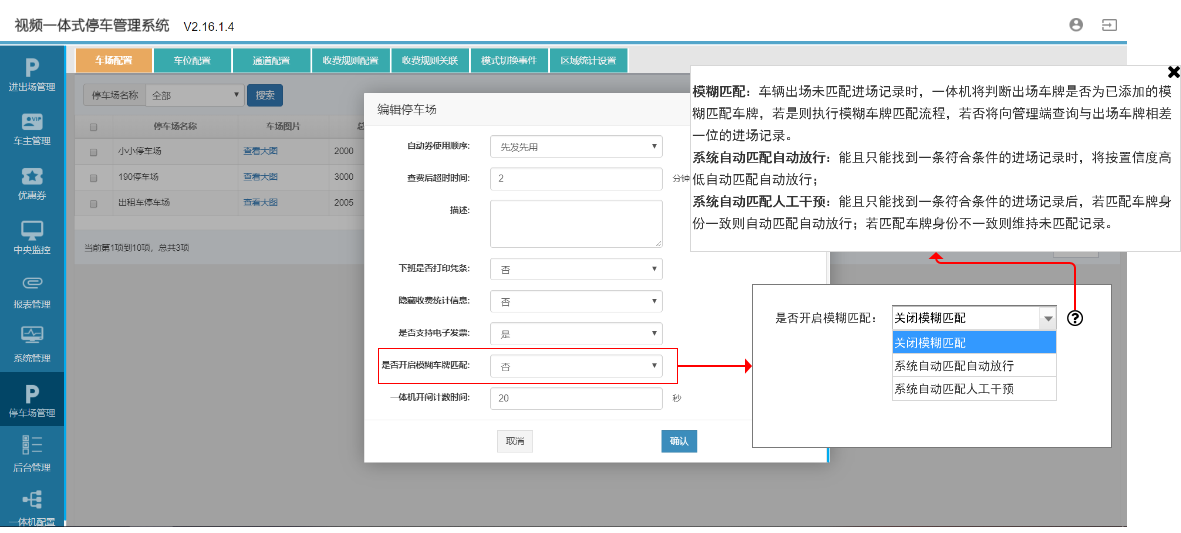 视频一体式停车管理系统 V2.16.1.4
进出场管理
车主管理
优惠券
中央监控
报表管理
系统管理
停车场管理
后台管理
一体机配置
车场配置 车位配置 通道配置 收费规则配置 收费规则关联 模式切换事件 区域统计设置
停车场名称 全部 搜索
停车场名称 车场图片 总
小小停车场 查看大图 2000
190停车场 查看大图 3000
出租车停车场 查看大图 2005
当前第1项到10项，总共3项
编辑停车场
自动券使用顺序: 先发先用
查费后超时时间: 2 分钟
描述:
下班是否打印凭条: 否
隐藏收费统计信息: 否
是否支持电子发票: 是
是否开启模糊车牌匹配: 否
一体机开闸计数时间: 20 秒
取消 确认
模糊匹配：车辆出场未匹配进场记录时，一体机将判断出场车牌是否为已添加的模
糊匹配车牌，若是则执行模糊车牌匹配流程，若否将向管理端查询与出场车牌相差
一位的进场记录。
系统自动匹配自动放行：能且只能找到一条符合条件的进场记录时，将按置信度高
低自动匹配自动放行；
系统自动匹配人工干预：能且只能找到一条符合条件的进场记录后，若匹配车牌身
份一致则自动匹配自动放行；若匹配车牌身份不一致则维持未匹配记录。
是否开启模糊匹配： 关闭模糊匹配
关闭模糊匹配
系统自动匹配自动放行
系统自动匹配人工干预